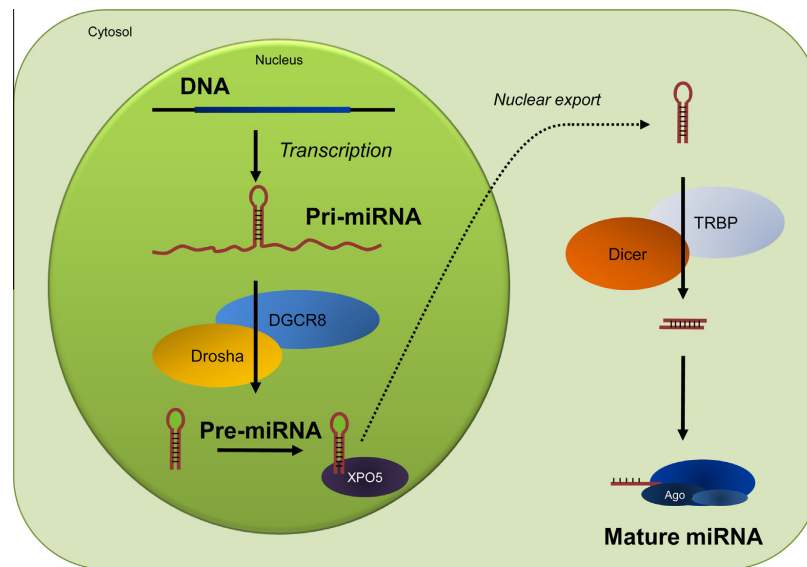 Cytosol
Nucleus
DNA
Transcription
Pri-miRNA
DGCR8
Drosha
Pre-miRNA
XPO5
Nuclear export
TRBP
Dicer
Ago
Mature miRNA